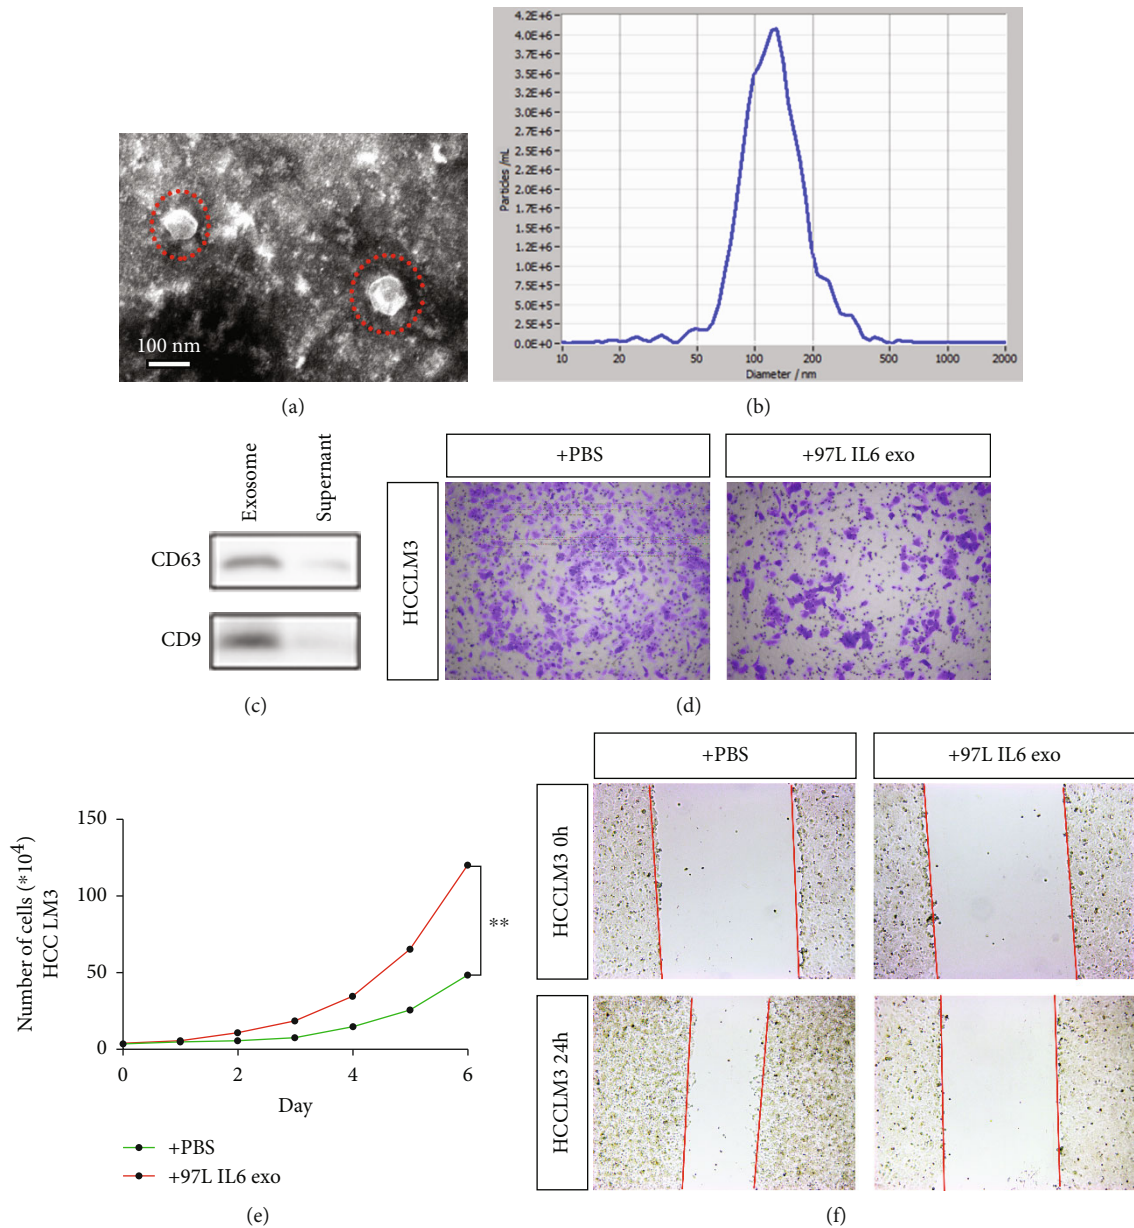 100 nm
(a)
4.2E+6
4.0E+6
3.7E+6
3.5E+6
3.2E+6
3.0E+6
2.7E+6
2.5E+6
2.2E+6
2.0E+6
1.7E+6
1.5E+6
1.2E+6
1.0E+6
7.5E+5
5.0E+5
2.5E+5
0.0E+0
Particles /mL
10 20 50 100 200 500 1000 2000
Diameter / nm
(b)
Exosome
Supernant
CD63
CD9
(c)
+PBS
+97L IL6 exo
HCCLM3
(d)
Number of cells (*10⁴)
HCC LM3
150
100
50
0
0 2 4 6
Day
**
+PBS
+97L IL6 exo
(e)
+PBS
+97L IL6 exo
HCCLM3 0h
HCCLM3 24h
(f)